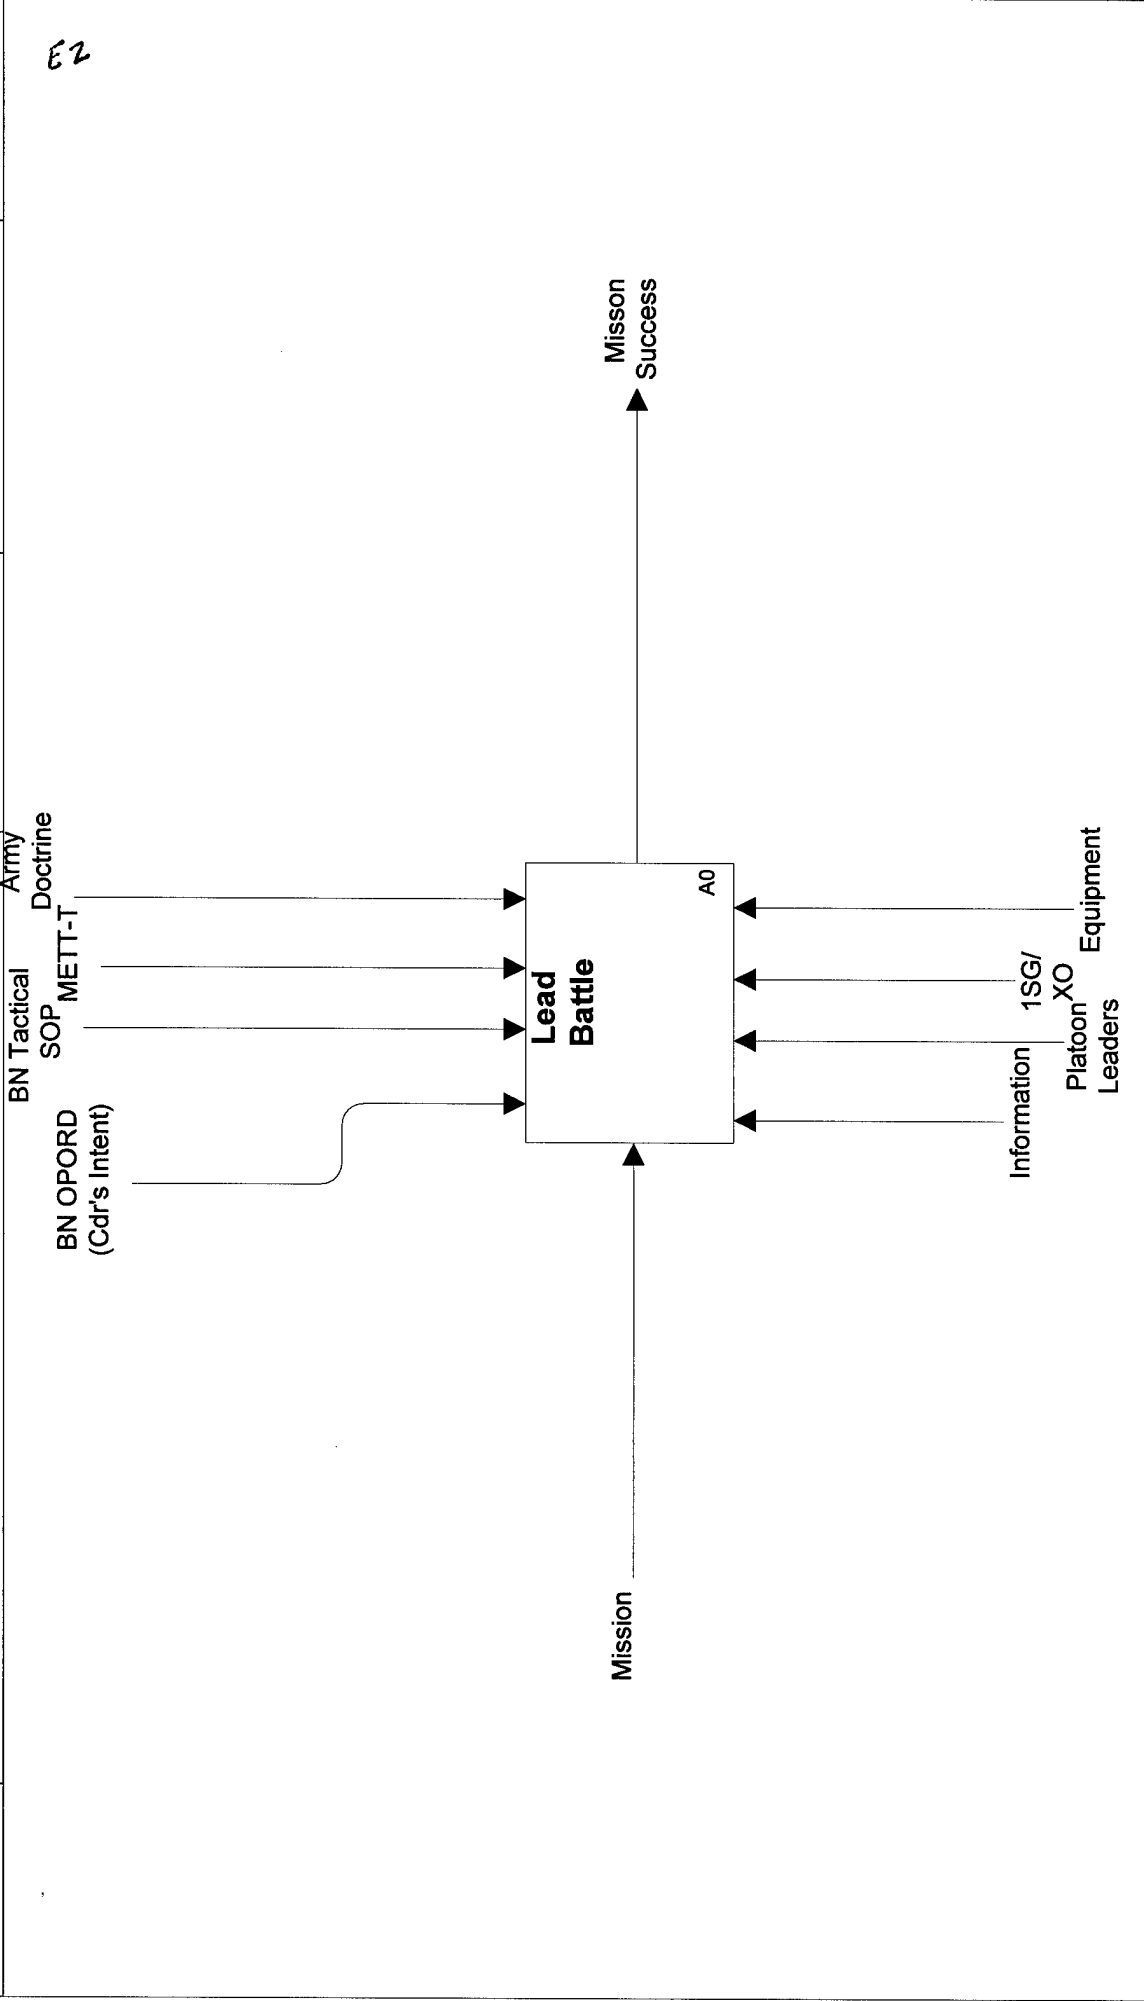 E2
BN OPORD
(Cdr's Intent)
BN Tactical
SOP
METT-T
Army
Doctrine
Mission
Lead
Battle
A0
Misson
Success
Information
Platoon
Leaders
1SG/
XO
Equipment